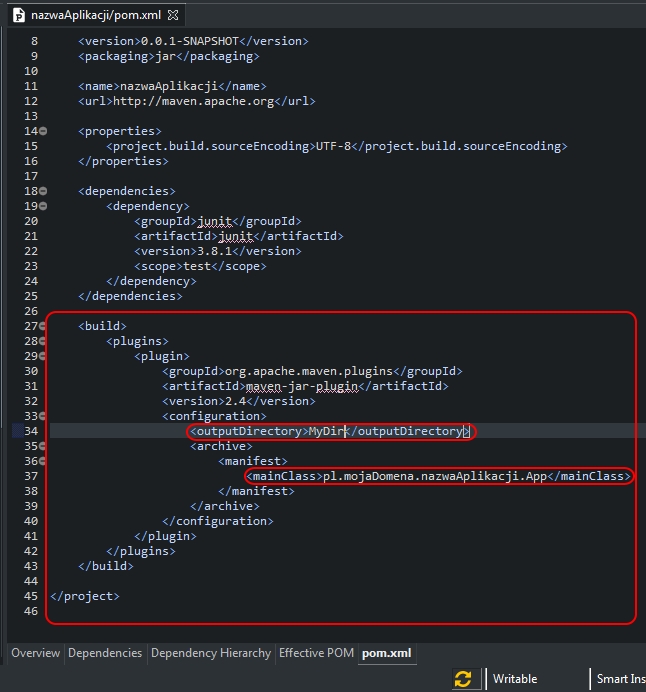 nazwaAplikacji/pom.xml
8 <version>0.0.1-SNAPSHOT</version>
9 <packaging>jar</packaging>
10
11 <name>nazwaAplikacji</name>
12 <url>http://maven.apache.org</url>
13
14 <properties>
15 <project.build.sourceEncoding>UTF-8</project.build.sourceEncoding>
16 </properties>
17
18 <dependencies>
19 <dependency>
20 <groupId>junit</groupId>
21 <artifactId>junit</artifactId>
22 <version>3.8.1</version>
23 <scope>test</scope>
24 </dependency>
25 </dependencies>
26
27 <build>
28 <plugins>
29 <plugin>
30 <groupId>org.apache.maven.plugins</groupId>
31 <artifactId>maven-jar-plugin</artifactId>
32 <version>2.4</version>
33 <configuration>
34 <outputDirectory>MyDir</outputDirectory>
35 <archive>
36 <manifest>
37 <mainClass>pl.mojaDomena.nazwaAplikacji.App</mainClass>
38 </manifest>
39 </archive>
40 </configuration>
41 </plugin>
42 </plugins>
43 </build>
44
45 </project>
46
Overview Dependencies Dependency Hierarchy Effective POM pom.xml
Writable Smart Ins